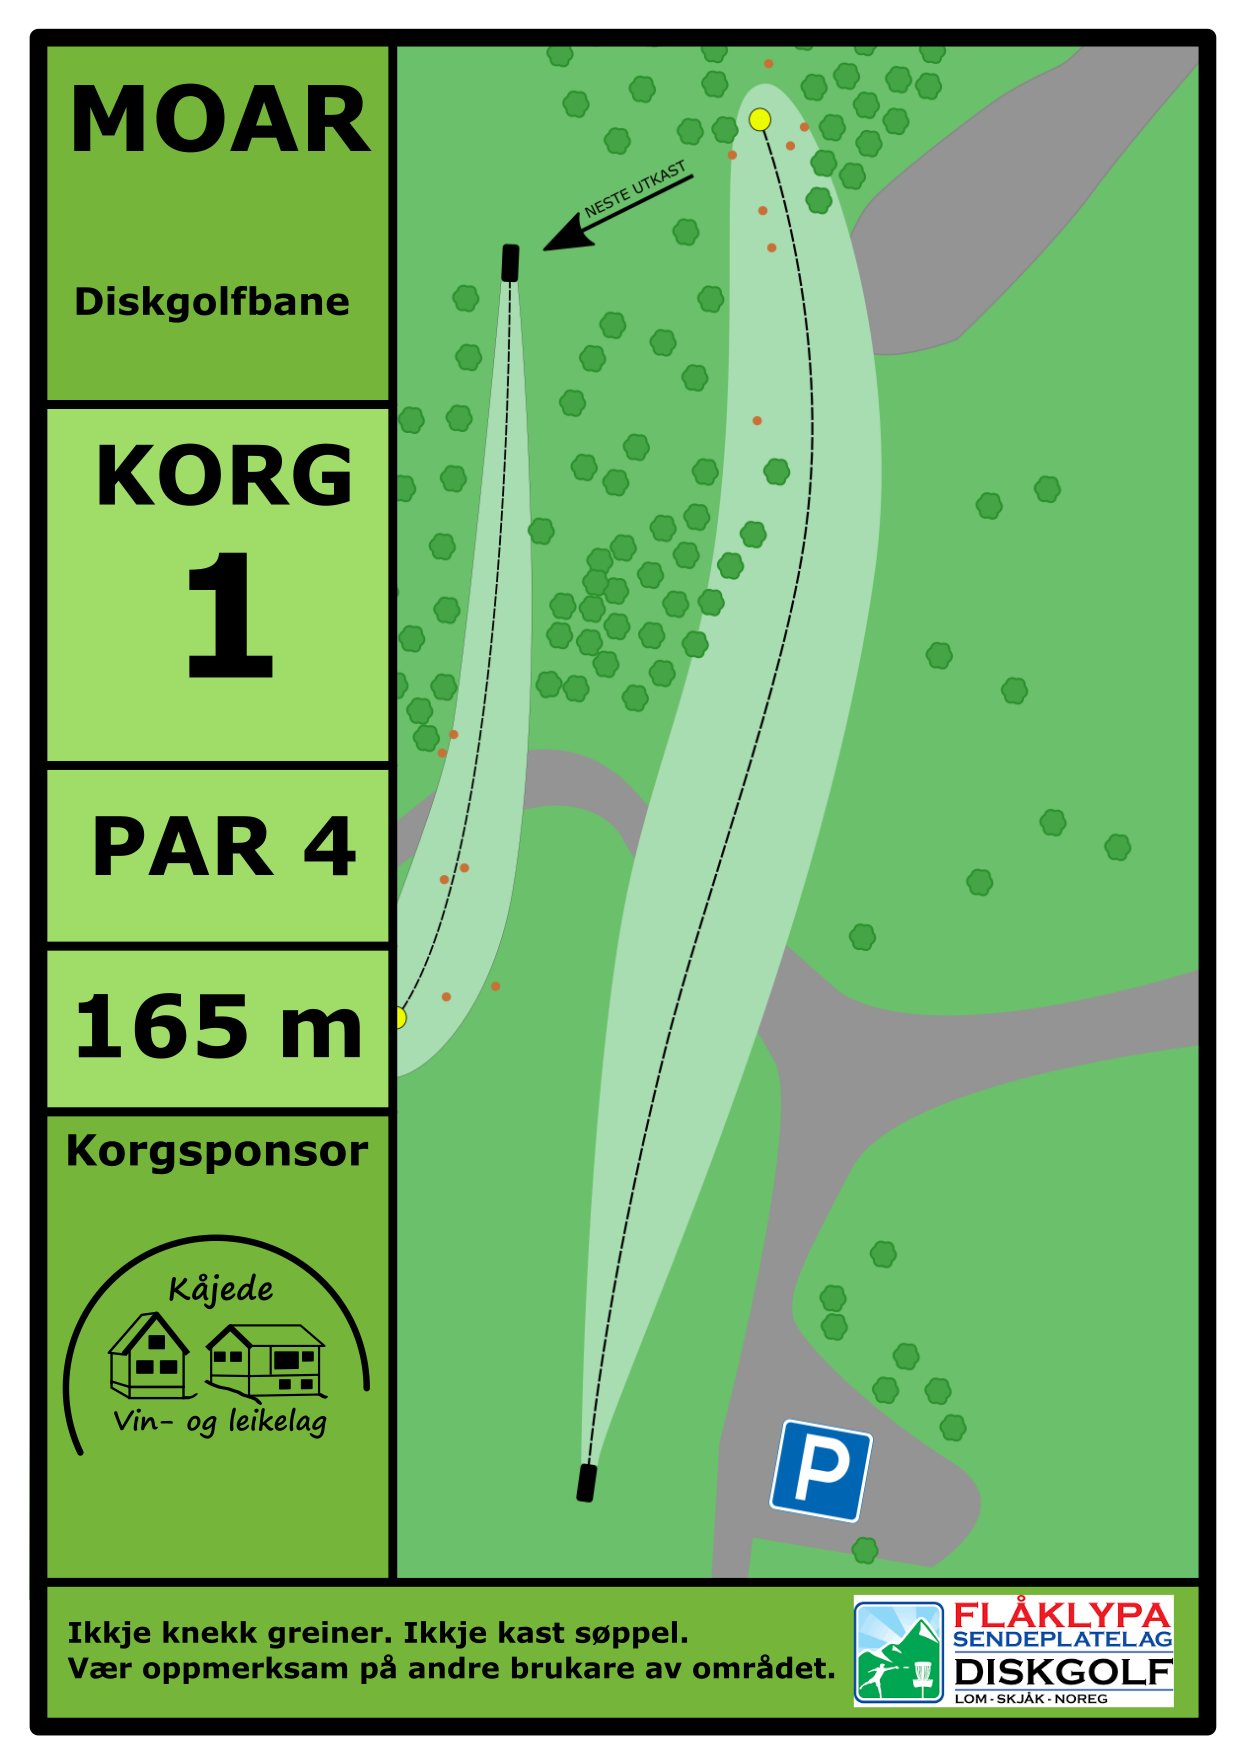 MOAR
Diskgolfbane
KORG
1
PAR 4
165 m
Korgsponsor
Kåjede
Vin- og leikelag
NESTE UTKAST
P
Ikkje knekk greiner. Ikkje kast søppel.
Vær oppmerksam på andre brukare av området.
FLÅKLYPA
SENDEPLATELAG
DISKGOLF
LOM - SKJÅK - NOREG